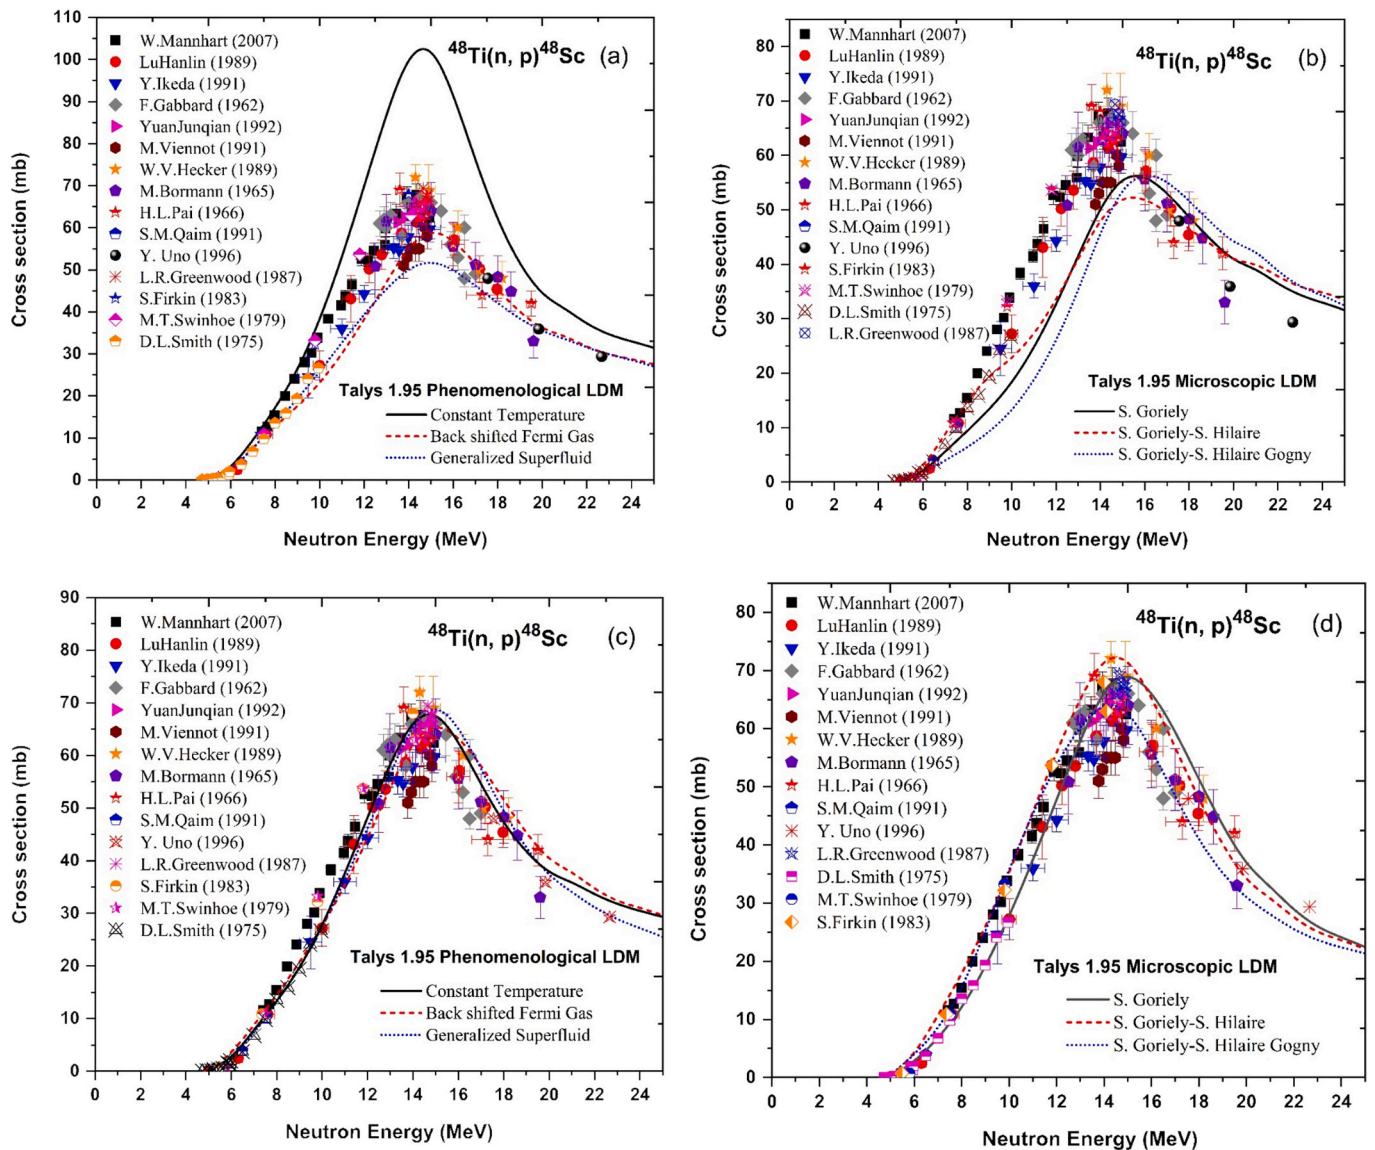 110
100
90
80
70
60
50
40
30
20
10
0
Cross section (mb)
W.Mannhart (2007)
LuHanlin (1989)
Y.Ikeda (1991)
F.Gabbard (1962)
YuanJunqian (1992)
M.Viennot (1991)
W.V.Hecker (1989)
M.Bormann (1965)
H.L.Pai (1966)
S.M.Qaim (1991)
Y. Uno (1996)
L.R.Greenwood (1987)
S.Firkin (1983)
M.T.Swinhoe (1979)
D.L.Smith (1975)
⁴⁸Ti(n, p)⁴⁸Sc (a)
Talys 1.95 Phenomenological LDM
Constant Temperature
Back shifted Fermi Gas
Generalized Superfluid
0 2 4 6 8 10 12 14 16 18 20 22 24
Neutron Energy (MeV)
80
70
60
50
40
30
20
10
0
Cross section (mb)
W.Mannhart (2007)
LuHanlin (1989)
Y.Ikeda (1991)
F.Gabbard (1962)
YuanJunqian (1992)
M.Viennot (1991)
W.V.Hecker (1989)
M.Bormann (1965)
H.L.Pai (1966)
S.M.Qaim (1991)
Y. Uno (1996)
S.Firkin (1983)
M.T.Swinhoe (1979)
D.L.Smith (1975)
L.R.Greenwood (1987)
⁴⁸Ti(n, p)⁴⁸Sc (b)
Talys 1.95 Microscopic LDM
S. Goriely
S. Goriely-S. Hilaire
S. Goriely-S. Hilaire Gogny
0 2 4 6 8 10 12 14 16 18 20 22 24
Neutron Energy (MeV)
90
80
70
60
50
40
30
20
10
0
Cross section (mb)
W.Mannhart (2007)
LuHanlin (1989)
Y.Ikeda (1991)
F.Gabbard (1962)
YuanJunqian (1992)
M.Viennot (1991)
W.V.Hecker (1989)
M.Bormann (1965)
H.L.Pai (1966)
S.M.Qaim (1991)
Y. Uno (1996)
L.R.Greenwood (1987)
S.Firkin (1983)
M.T.Swinhoe (1979)
D.L.Smith (1975)
⁴⁸Ti(n, p)⁴⁸Sc (c)
Talys 1.95 Phenomenological LDM
Constant Temperature
Back shifted Fermi Gas
Generalized Superfluid
0 2 4 6 8 10 12 14 16 18 20 22 24
Neutron Energy (MeV)
80
70
60
50
40
30
20
10
0
Cross section (mb)
W.Mannhart (2007)
LuHanlin (1989)
Y.Ikeda (1991)
F.Gabbard (1962)
YuanJunqian (1992)
M.Viennot (1991)
W.V.Hecker (1989)
M.Bormann (1965)
H.L.Pai (1966)
S.M.Qaim (1991)
Y. Uno (1996)
L.R.Greenwood (1987)
D.L.Smith (1975)
M.T.Swinhoe (1979)
S.Firkin (1983)
⁴⁸Ti(n, p)⁴⁸Sc (d)
Talys 1.95 Microscopic LDM
S. Goriely
S. Goriely-S. Hilaire
S. Goriely-S. Hilaire Gogny
0 2 4 6 8 10 12 14 16 18 20 22 24
Neutron Energy (MeV)